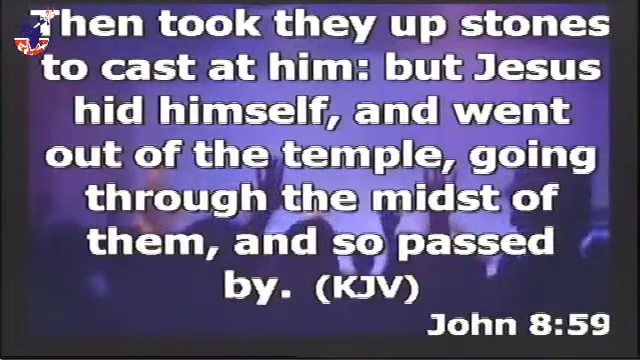 Then took they up stones
to cast at him: but Jesus
hid himself, and went
out of the temple, going
through the midst of
them, and so passed
by. (KJV)
John 8:59